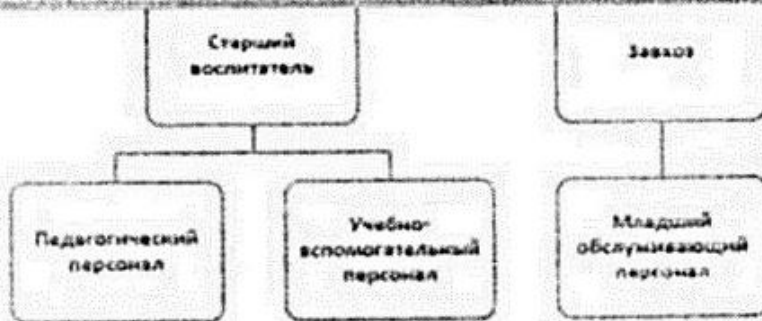 Старший
воспитатель
Завхоз
Педагогический
персонал
Учебно-
вспомогательный
персонал
Младший
обслуживающий
персонал